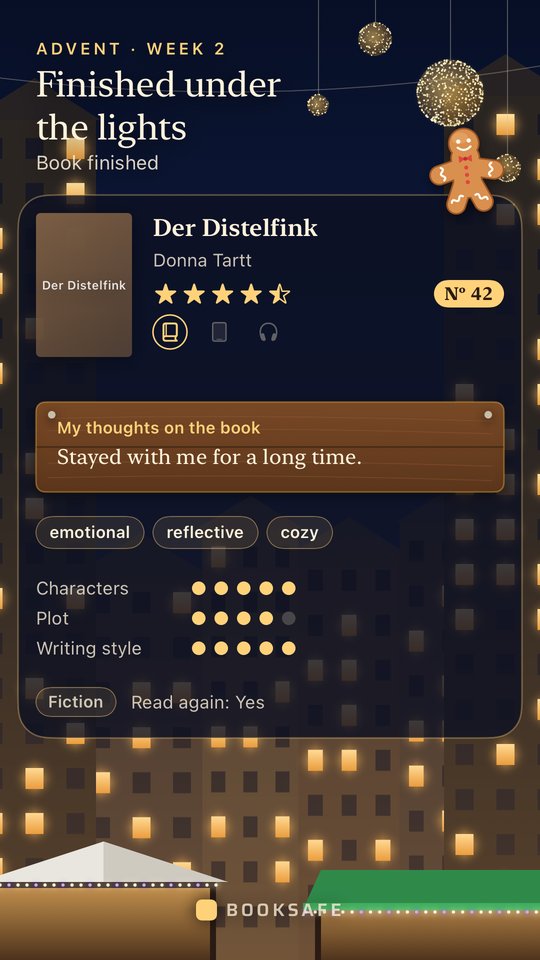 ADVENT · WEEK 2
Finished under
the lights
Book finished
Der Distelfink
Der Distelfink
Donna Tartt
Nº 42
My thoughts on the book
Stayed with me for a long time.
emotional
reflective
cozy
Characters
Plot
Writing style
Fiction
Read again: Yes
BOOKSAFE